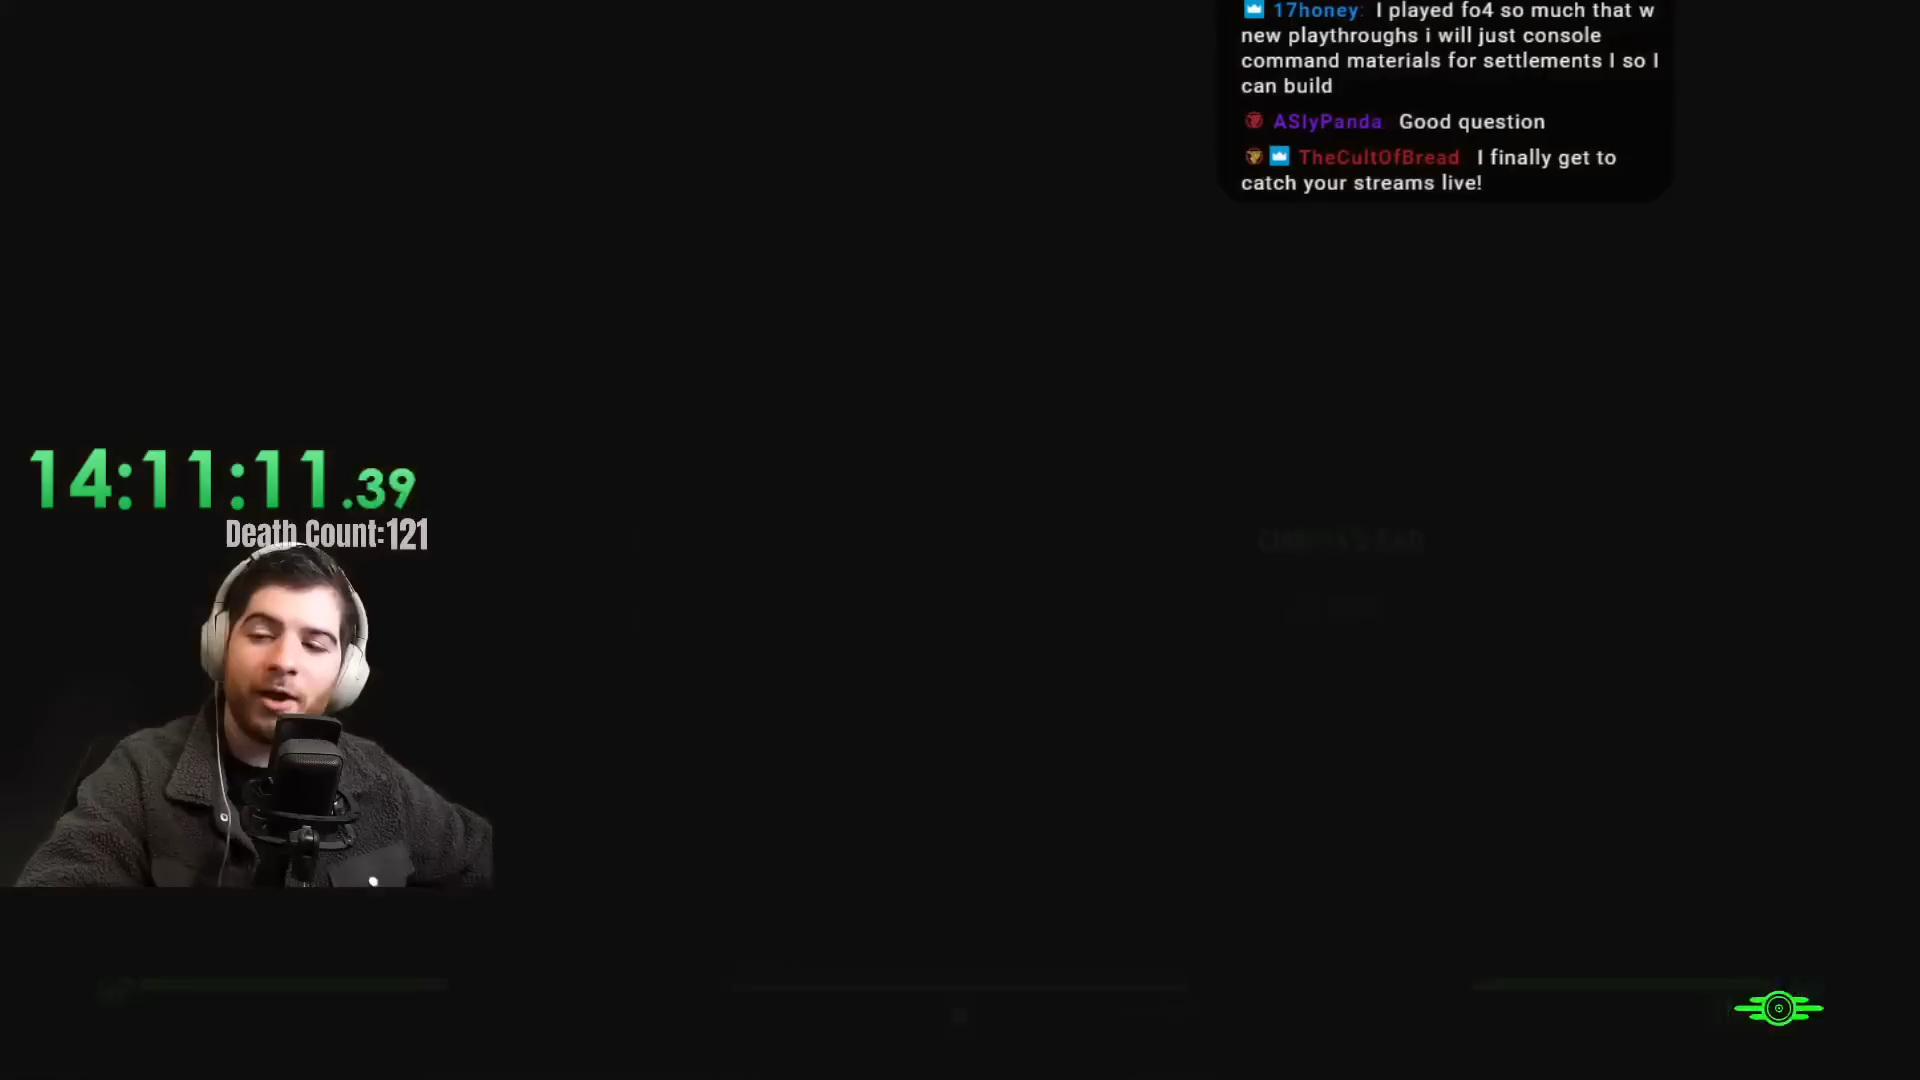 17honey: I played fo4 so much that w
new playthroughs i will just console
command materials for settlements I so I
can build
ASlyPanda Good question
TheCultOfBread I finally get to
catch your streams live!
14:11:11.39
Death Count:121